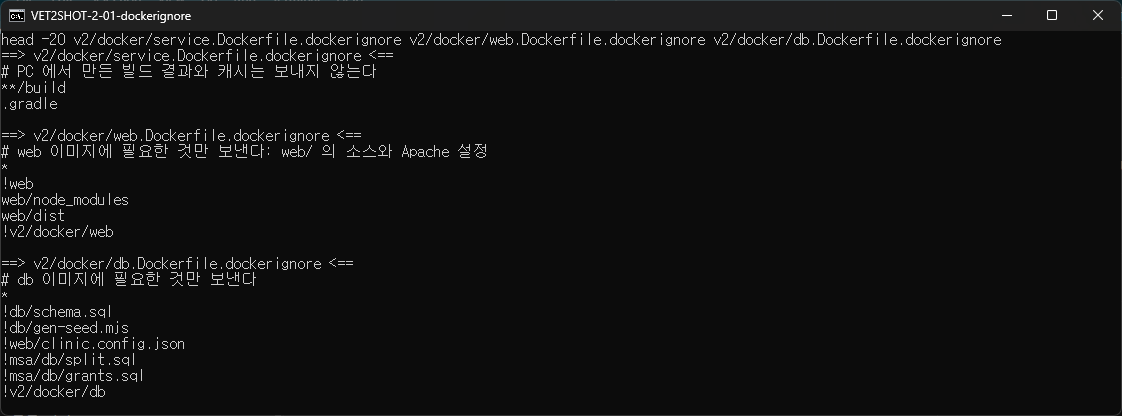 VET2SHOT-2-01-dockerignore
head -20 v2/docker/service.Dockerfile.dockerignore v2/docker/web.Dockerfile.dockerignore v2/docker/db.Dockerfile.dockerignore
==> v2/docker/service.Dockerfile.dockerignore <==
# PC 에서 만든 빌드 결과와 캐시는 보내지 않는다
**/build
.gradle
==> v2/docker/web.Dockerfile.dockerignore <==
# web 이미지에 필요한 것만 보낸다: web/ 의 소스와 Apache 설정
*
!web
web/node_modules
web/dist
!v2/docker/web
==> v2/docker/db.Dockerfile.dockerignore <==
# db 이미지에 필요한 것만 보낸다
*
!db/schema.sql
!db/gen-seed.mjs
!web/clinic.config.json
!msa/db/split.sql
!msa/db/grants.sql
!v2/docker/db